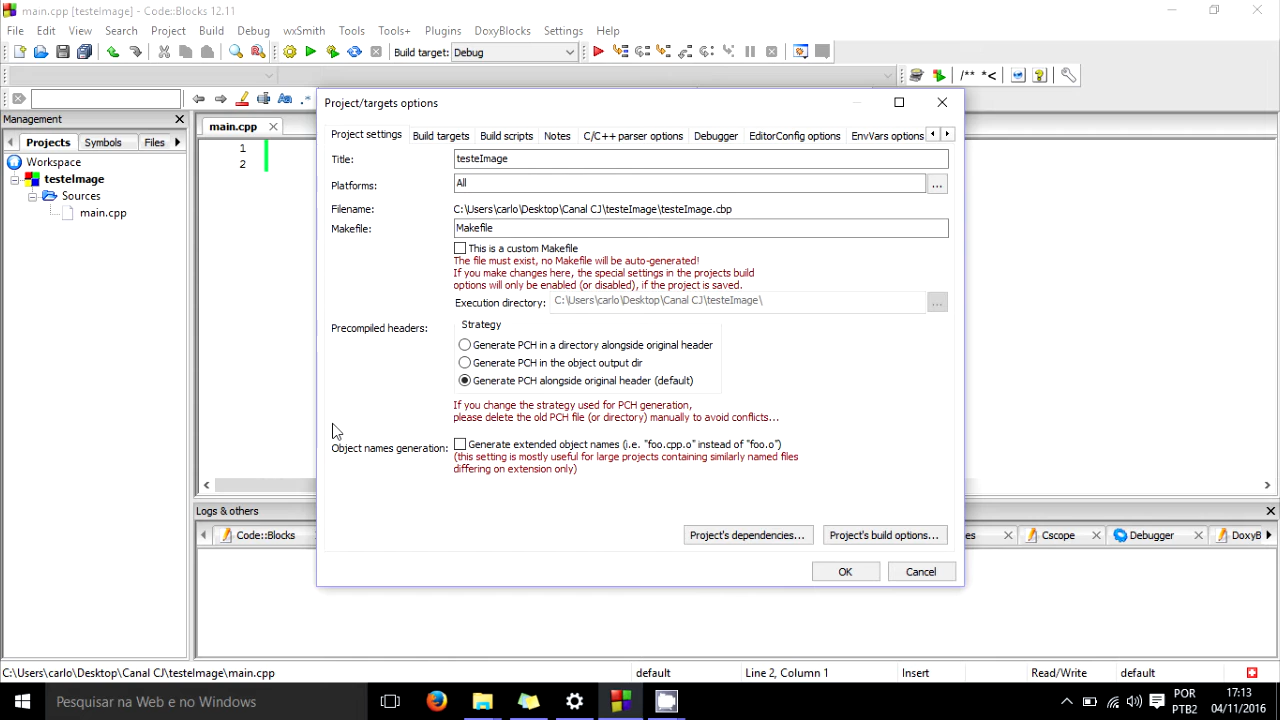 main.cpp [testeImage] - Code::Blocks 12.11
File Edit View Search Project Build Debug wxSmith Tools Tools+ Plugins DoxyBlocks Settings Help
Build target: Debug
/** *<
Management
Projects Symbols Files
Workspace
testeImage
Sources
main.cpp
main.cpp
1
2
Project/targets options
Project settings Build targets Build scripts Notes C/C++ parser options Debugger EditorConfig options EnvVars options
Title: testeImage
Platforms: All ...
Filename: C:\Users\carlo\Desktop\Canal CJ\testeImage\testeImage.cbp
Makefile: Makefile
This is a custom Makefile
The file must exist, no Makefile will be auto-generated!
If you make changes here, the special settings in the projects build
options will only be enabled (or disabled), if the project is saved.
Execution directory: C:\Users\carlo\Desktop\Canal CJ\testeImage\ ...
Precompiled headers: Strategy
Generate PCH in a directory alongside original header
Generate PCH in the object output dir
Generate PCH alongside original header (default)
If you change the strategy used for PCH generation,
please delete the old PCH file (or directory) manually to avoid conflicts...
Object names generation: Generate extended object names (i.e. "foo.cpp.o" instead of "foo.o")
(this setting is mostly useful for large projects containing similarly named files
differing on extension only)
Project's dependencies... Project's build options...
OK Cancel
Logs & others
Code::Blocks es Cscope Debugger DoxyB
C:\Users\carlo\Desktop\Canal CJ\testeImage\main.cpp default Line 2, Column 1 Insert Read/Write default
Pesquisar na Web e no Windows
POR 17:13
PTB2 04/11/2016